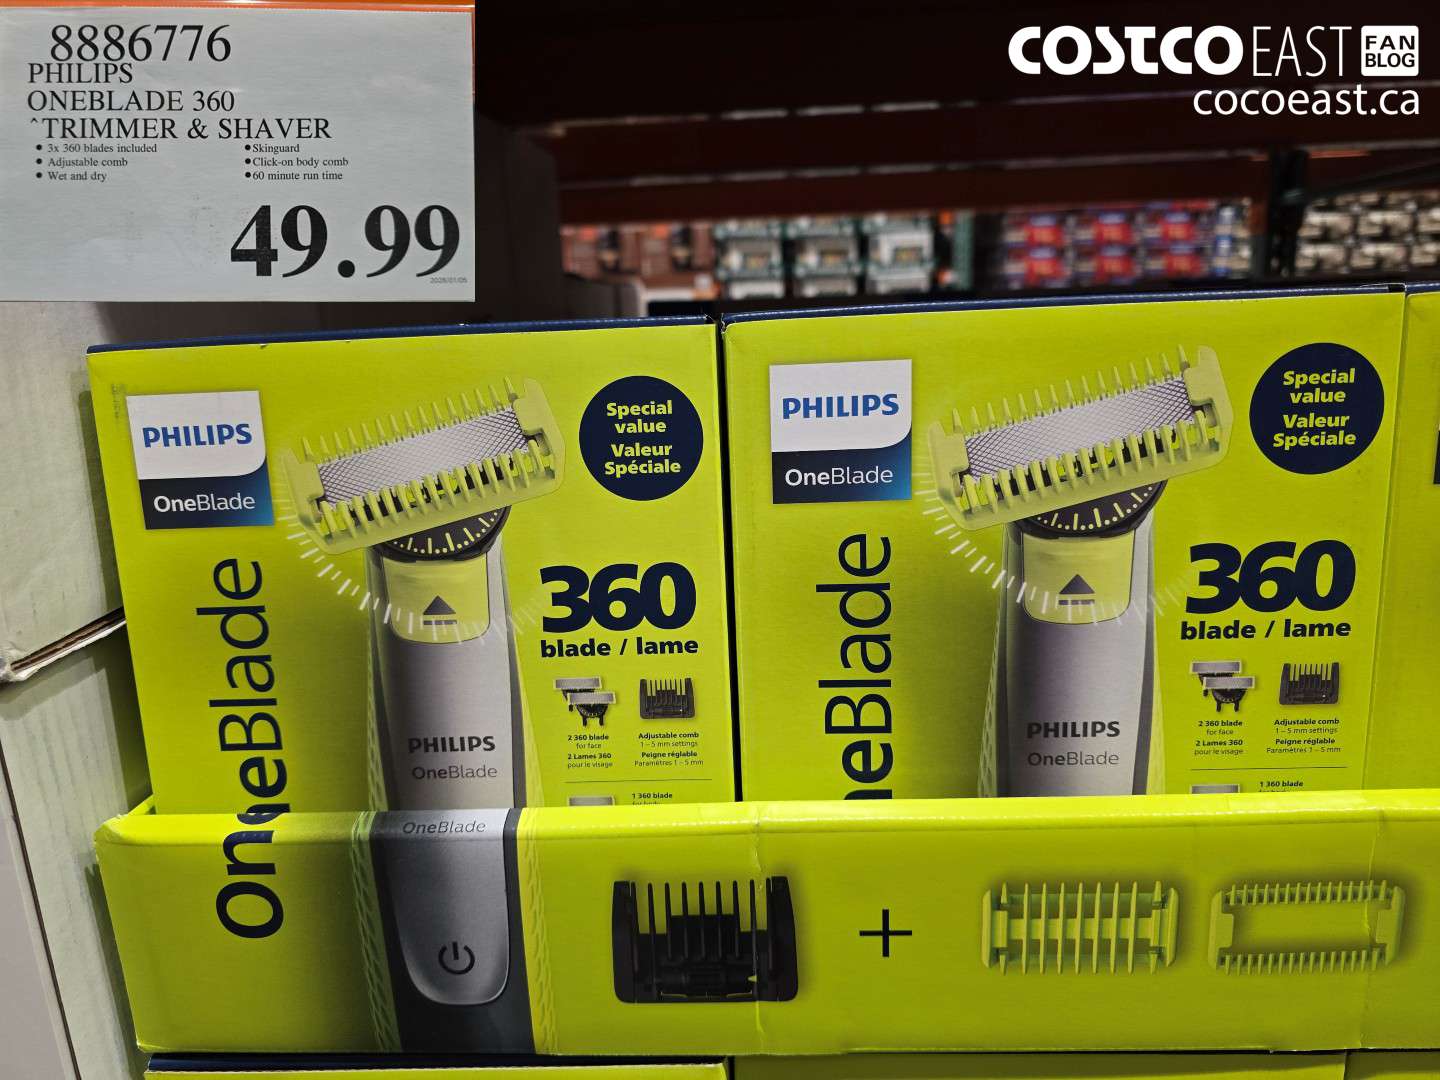 8886776
PHILIPS
ONEBLADE 360
^TRIMMER & SHAVER
• 3x 360 blades included
• Adjustable comb
• Wet and dry
• Skinguard
• Click-on body comb
• 60 minute run time
49.99
COSTCO EAST FAN BLOG
cocoeast.ca
PHILIPS
OneBlade
OneBlade
Special
value
Valeur
Spéciale
360
blade / lame
2 360 blade
for face
2 Lames 360
pour le visage
Adjustable comb
1 – 5 mm settings
Peigne réglable
Paramètres 1 – 5 mm
1 360 blade
PHILIPS
OneBlade
PHILIPS
OneBlade
OneBlade
Special
value
Valeur
Spéciale
360
blade / lame
2 360 blade
for face
2 Lames 360
pour le visage
Adjustable comb
1 – 5 mm settings
Peigne réglable
Paramètres 1 – 5 mm
1 360 blade
PHILIPS
OneBlade
OneBlade
+